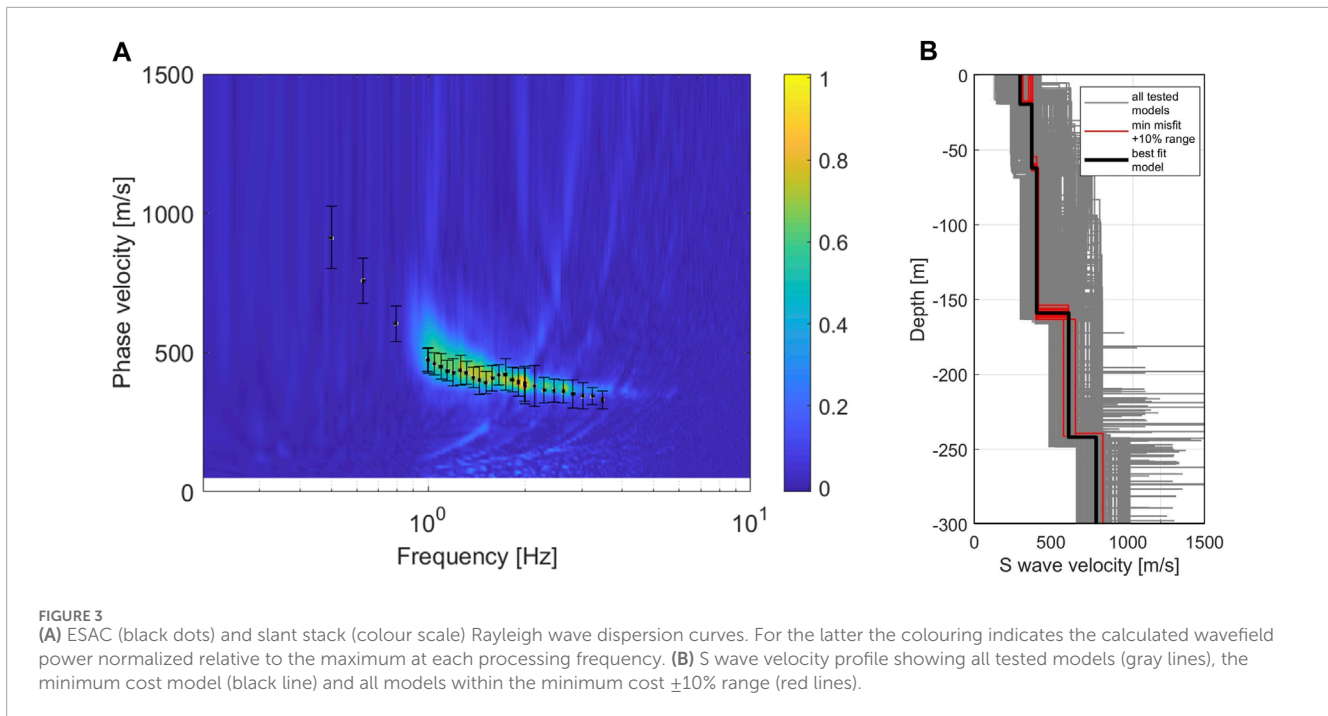 A
1500
1000
500
0
Phase velocity [m/s]
10⁰
10¹
Frequency [Hz]
1
0.8
0.6
0.4
0.2
0
B
0
-50
-100
-150
-200
-250
-300
Depth [m]
0
500
1000
1500
S wave velocity [m/s]
all tested
models
min misfit
+10% range
best fit
model
FIGURE 3
(A) ESAC (black dots) and slant stack (colour scale) Rayleigh wave dispersion curves. For the latter the colouring indicates the calculated wavefield
power normalized relative to the maximum at each processing frequency. (B) S wave velocity profile showing all tested models (gray lines), the
minimum cost model (black line) and all models within the minimum cost ±10% range (red lines).